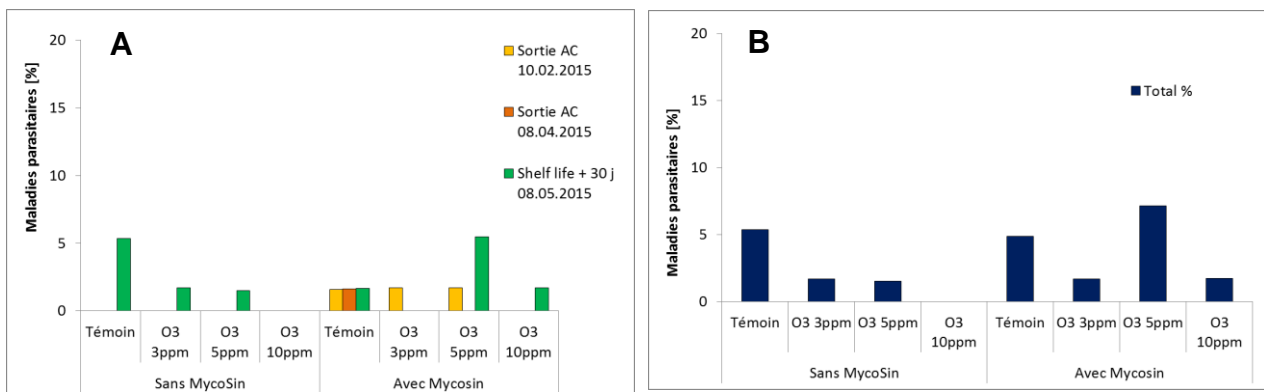 A
Maladies parasitaires [%]
20
15
10
5
0
Sortie AC
10.02.2015
Sortie AC
08.04.2015
Shelf life + 30 j
08.05.2015
Témoin O3 3ppm O3 5ppm O3 10ppm Témoin O3 3ppm O3 5ppm O3 10ppm
Sans MycoSin Avec Mycosin
B
Maladies parasitaires [%]
20
15
10
5
0
Total %
Témoin O3 3ppm O3 5ppm O3 10ppm Témoin O3 3ppm O3 5ppm O3 10ppm
Sans MycoSin Avec Mycosin